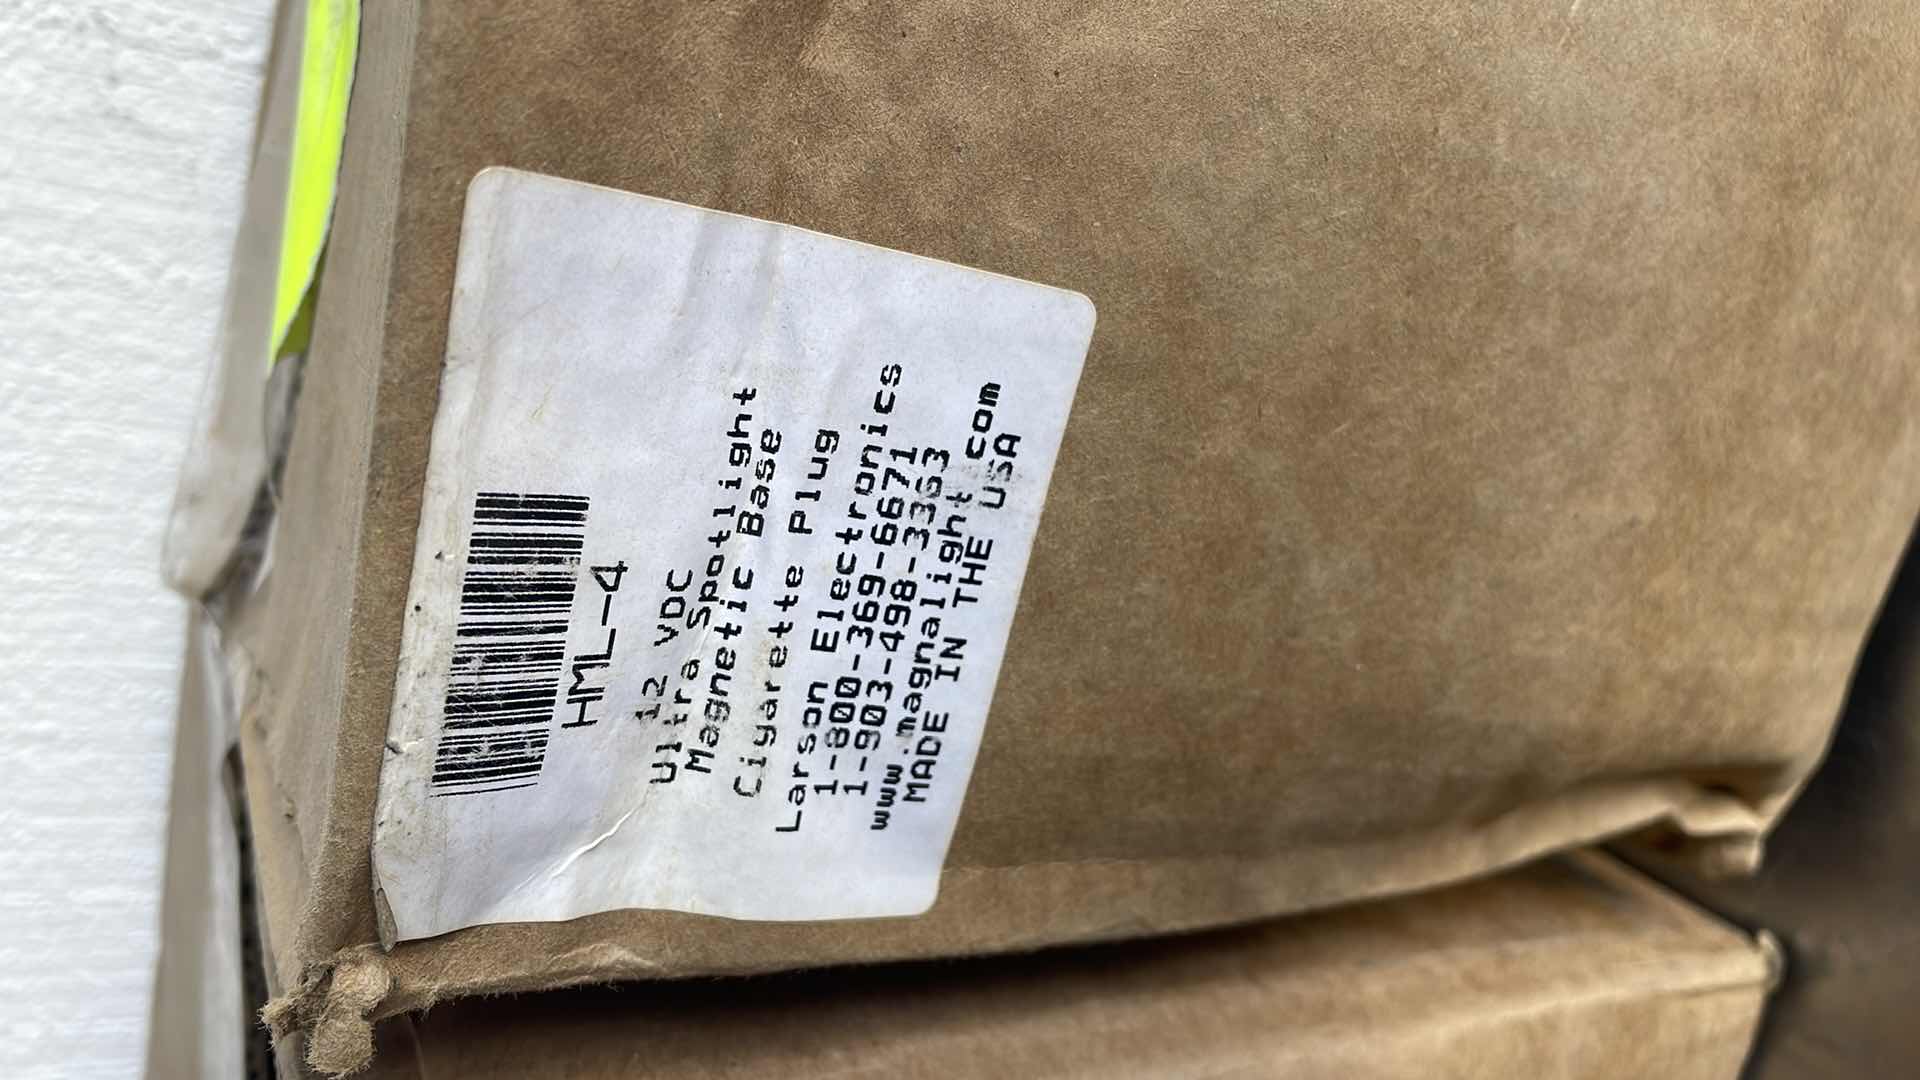 HML-4
12 VDC
Ultra Spotlight
Magnetic Base
Cigarette Plug
Larson Electronics
1-800-369-6671
1-903-498-3363
www.magnalight.com
MADE IN THE USA